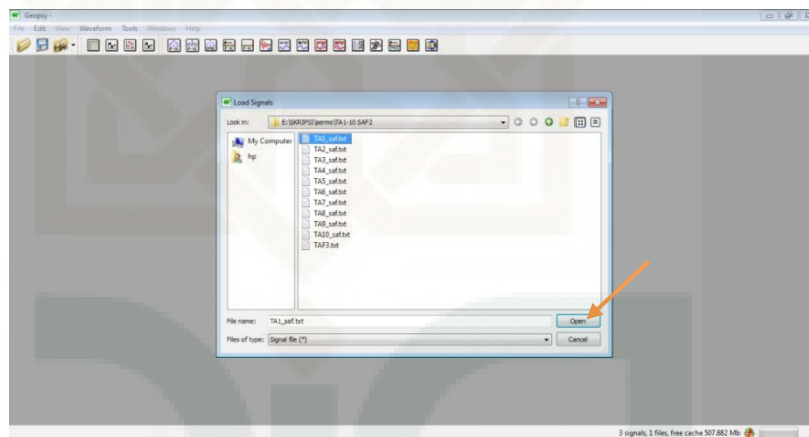 Geopsy -
File Edit View Waveform Tools Windows Help
Load Signals
Look in: E:\SKRIPSI\permo\TA1-10 SAF2
My Computer
hp
TA1_saf.txt
TA2_saf.txt
TA3_saf.txt
TA4_saf.txt
TA5_saf.txt
TA6_saf.txt
TA7_saf.txt
TA8_saf.txt
TA9_saf.txt
TA10_saf.txt
TAF3.txt
File name: TA1_saf.txt Open
Files of type: Signal file (*) Cancel
3 signals, 1 files, free cache 507.882 Mb